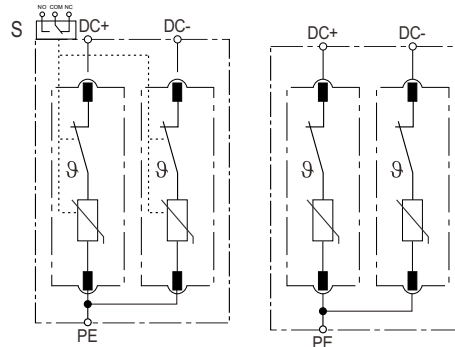 NO COM NC
S DC+ DC- DC+ DC-
ϑ ϑ ϑ ϑ
PE PE